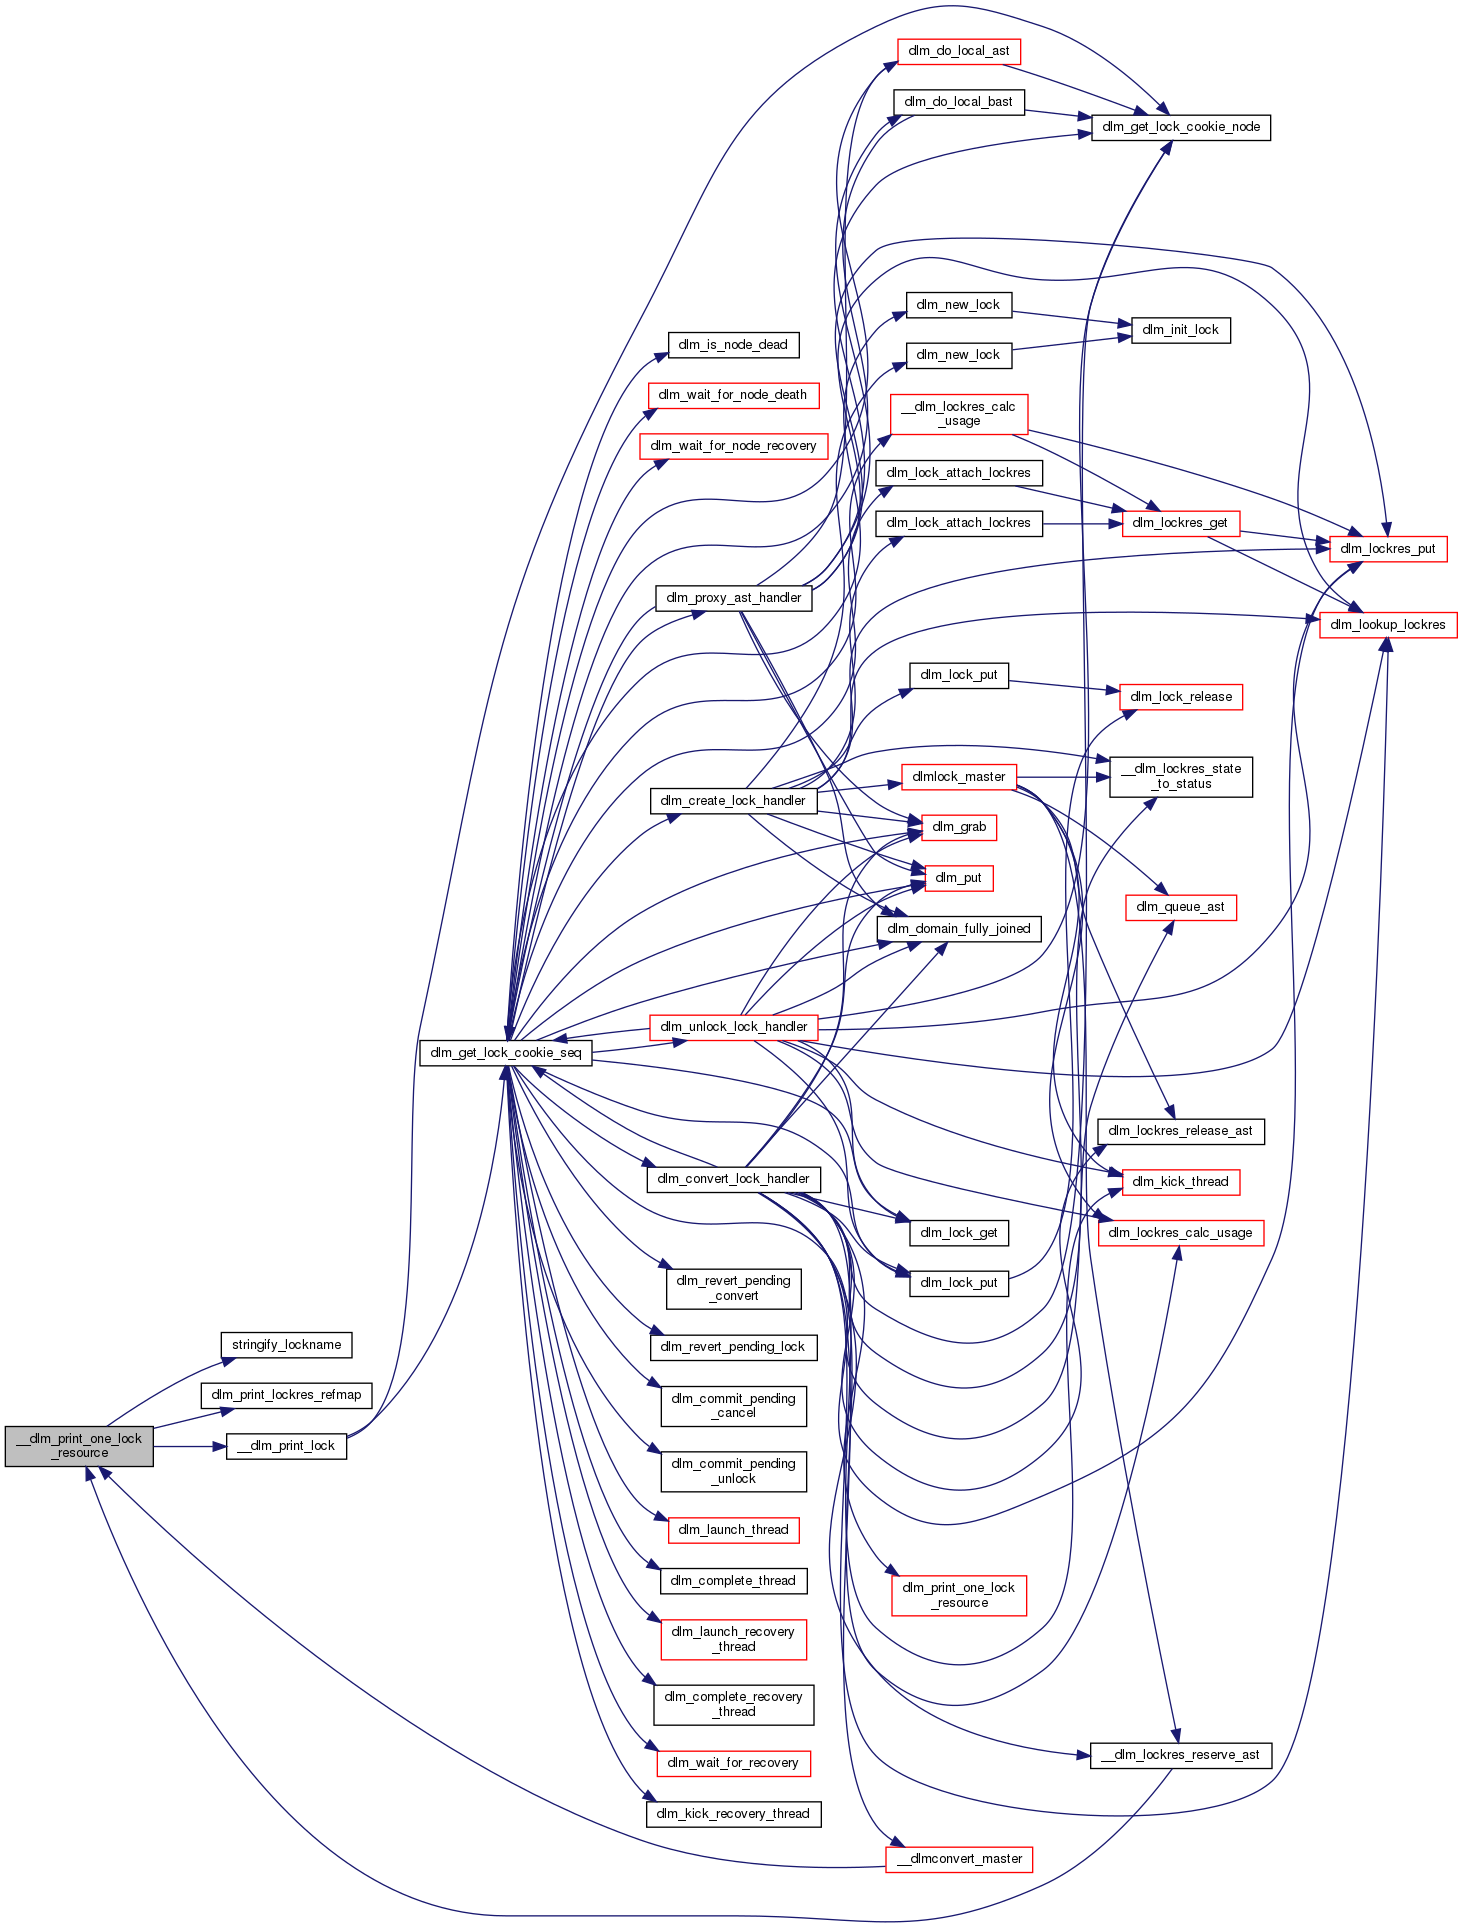 dlm_do_local_ast
dlm_do_local_bast
dlm_get_lock_cookie_node
dlm_new_lock
dlm_init_lock
dlm_is_node_dead
dlm_new_lock
dlm_wait_for_node_death
__dlm_lockres_calc
_usage
dlm_wait_for_node_recovery
dlm_lock_attach_lockres
dlm_lock_attach_lockres
dlm_lockres_get
dlm_lockres_put
dlm_proxy_ast_handler
dlm_lookup_lockres
dlm_lock_put
dlm_lock_release
dlmlock_master
__dlm_lockres_state
_to_status
dlm_create_lock_handler
dlm_grab
dlm_put
dlm_queue_ast
dlm_domain_fully_joined
dlm_unlock_lock_handler
dlm_get_lock_cookie_seq
dlm_lockres_release_ast
dlm_convert_lock_handler
dlm_kick_thread
dlm_lock_get
dlm_lockres_calc_usage
dlm_revert_pending
_convert
dlm_lock_put
stringify_lockname
dlm_revert_pending_lock
dlm_print_lockres_refmap
dlm_commit_pending
_cancel
__dlm_print_one_lock
_resource
__dlm_print_lock
dlm_commit_pending
_unlock
dlm_launch_thread
dlm_complete_thread
dlm_print_one_lock
_resource
dlm_launch_recovery
_thread
dlm_complete_recovery
_thread
dlm_wait_for_recovery
__dlm_lockres_reserve_ast
dlm_kick_recovery_thread
__dlmconvert_master